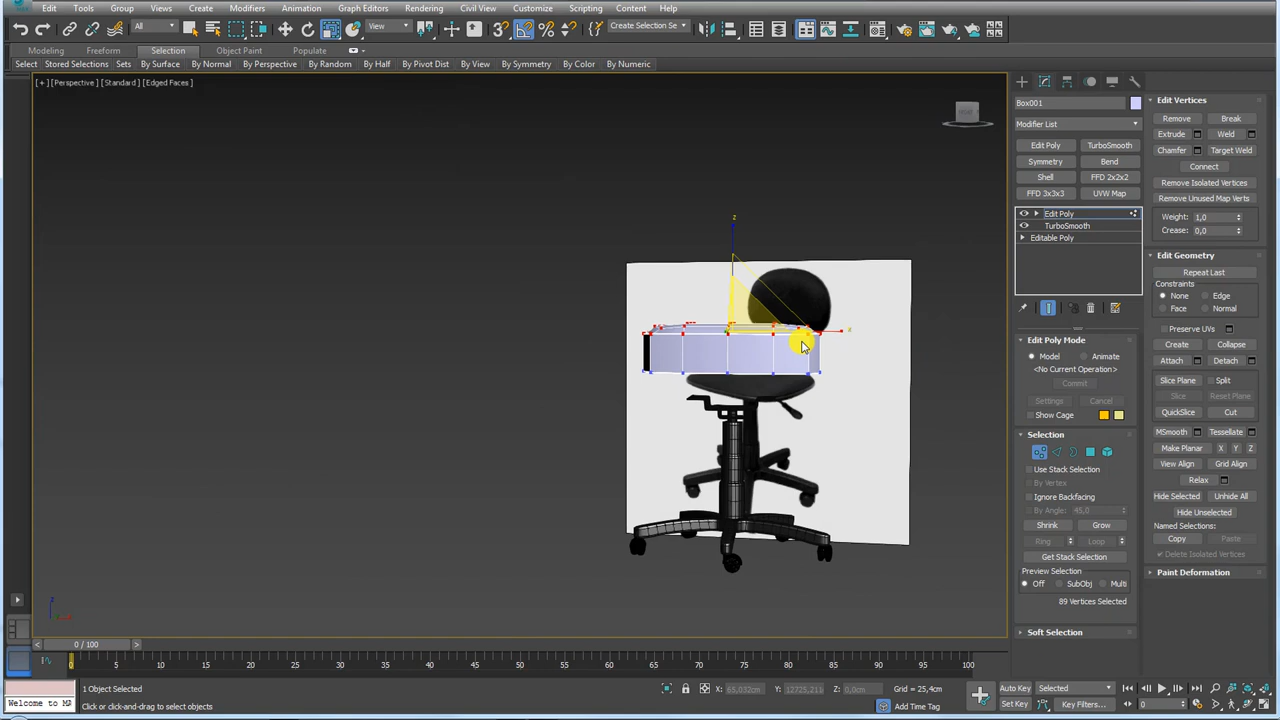 Edit Tools Group Views Create Modifiers Animation Graph Editors Rendering Civil View Customize Scripting Content Help
All View Create Selection Se
Modeling Freeform Selection Object Paint Populate
Select Stored Selections Sets By Surface By Normal By Perspective By Random By Half By Pivot Dist By View By Symmetry By Color By Numeric
[+] [Perspective] [Standard] [Edged Faces]
z
x
z
Box001
Modifier List
Edit Poly TurboSmooth
Symmetry Bend
Shell FFD 2x2x2
FFD 3x3x3 UVW Map
Edit Poly
TurboSmooth
Editable Poly
Edit Poly Mode
Model Animate
<No Current Operation>
Commit
Settings Cancel
Show Cage
Selection
Use Stack Selection
By Vertex
Ignore Backfacing
By Angle: 45,0
Shrink Grow
Ring Loop
Get Stack Selection
Preview Selection
Off SubObj Multi
89 Vertices Selected
Soft Selection
Edit Vertices
Remove Break
Extrude Weld
Chamfer Target Weld
Connect
Remove Isolated Vertices
Remove Unused Map Verts
Weight: 1,0
Crease: 0,0
Edit Geometry
Repeat Last
Constraints
None Edge
Face Normal
Preserve UVs
Create Collapse
Attach Detach
Slice Plane Split
Slice Reset Plane
QuickSlice Cut
MSmooth Tessellate
Make Planar X Y Z
View Align Grid Align
Relax
Hide Selected Unhide All
Hide Unselected
Named Selections:
Copy Paste
Delete Isolated Vertices
Paint Deformation
0 / 100
0 5 10 15 20 25 30 35 40 45 50 55 60 65 70 75 80 85 90 95 100
1 Object Selected X: 65,032cm Y: Z: 0,0cm Grid = 25,4cm Auto Key Selected
Welcome to MA Click or click-and-drag to select objects Add Time Tag Set Key Key Filters... 0